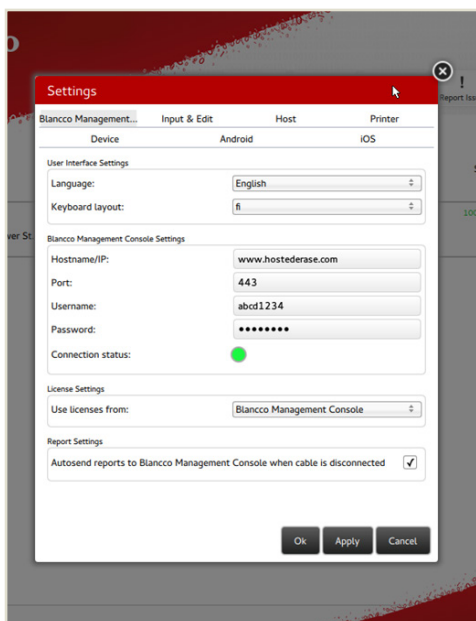 o
Settings
!
Report Iss
Blancco Management... Input & Edit Host Printer
Device Android iOS
User Interface Settings
Language: English
100
Keyboard layout: fi
wer St.
Blancco Management Console Settings
Hostname/IP: www.hostederase.com
Port: 443
Username: abcd1234
Password: ••••••••
Connection status:
License Settings
Use licenses from: Blancco Management Console
Report Settings
Autosend reports to Blancco Management Console when cable is disconnected ✓
Ok Apply Cancel